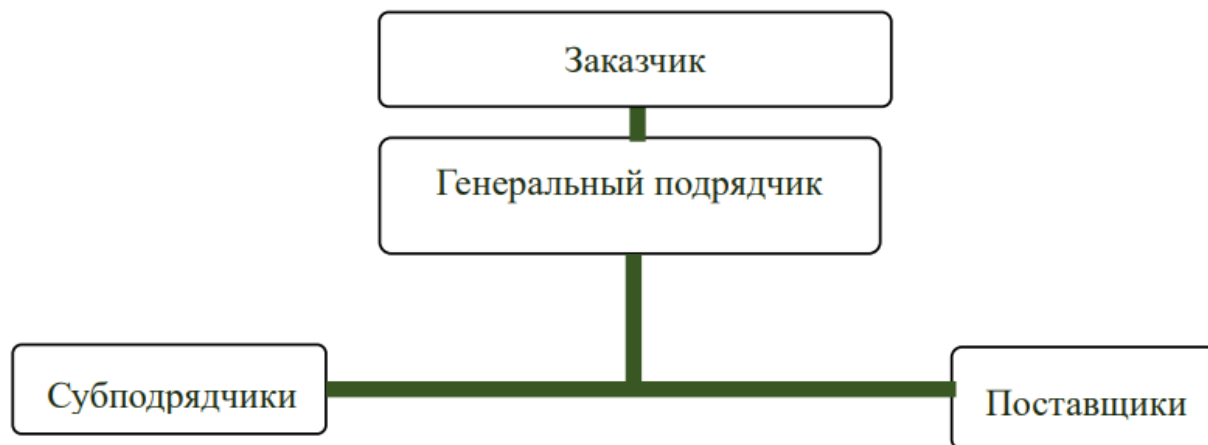 Заказчик
Генеральный подрядчик
Субподрядчики
Поставщики